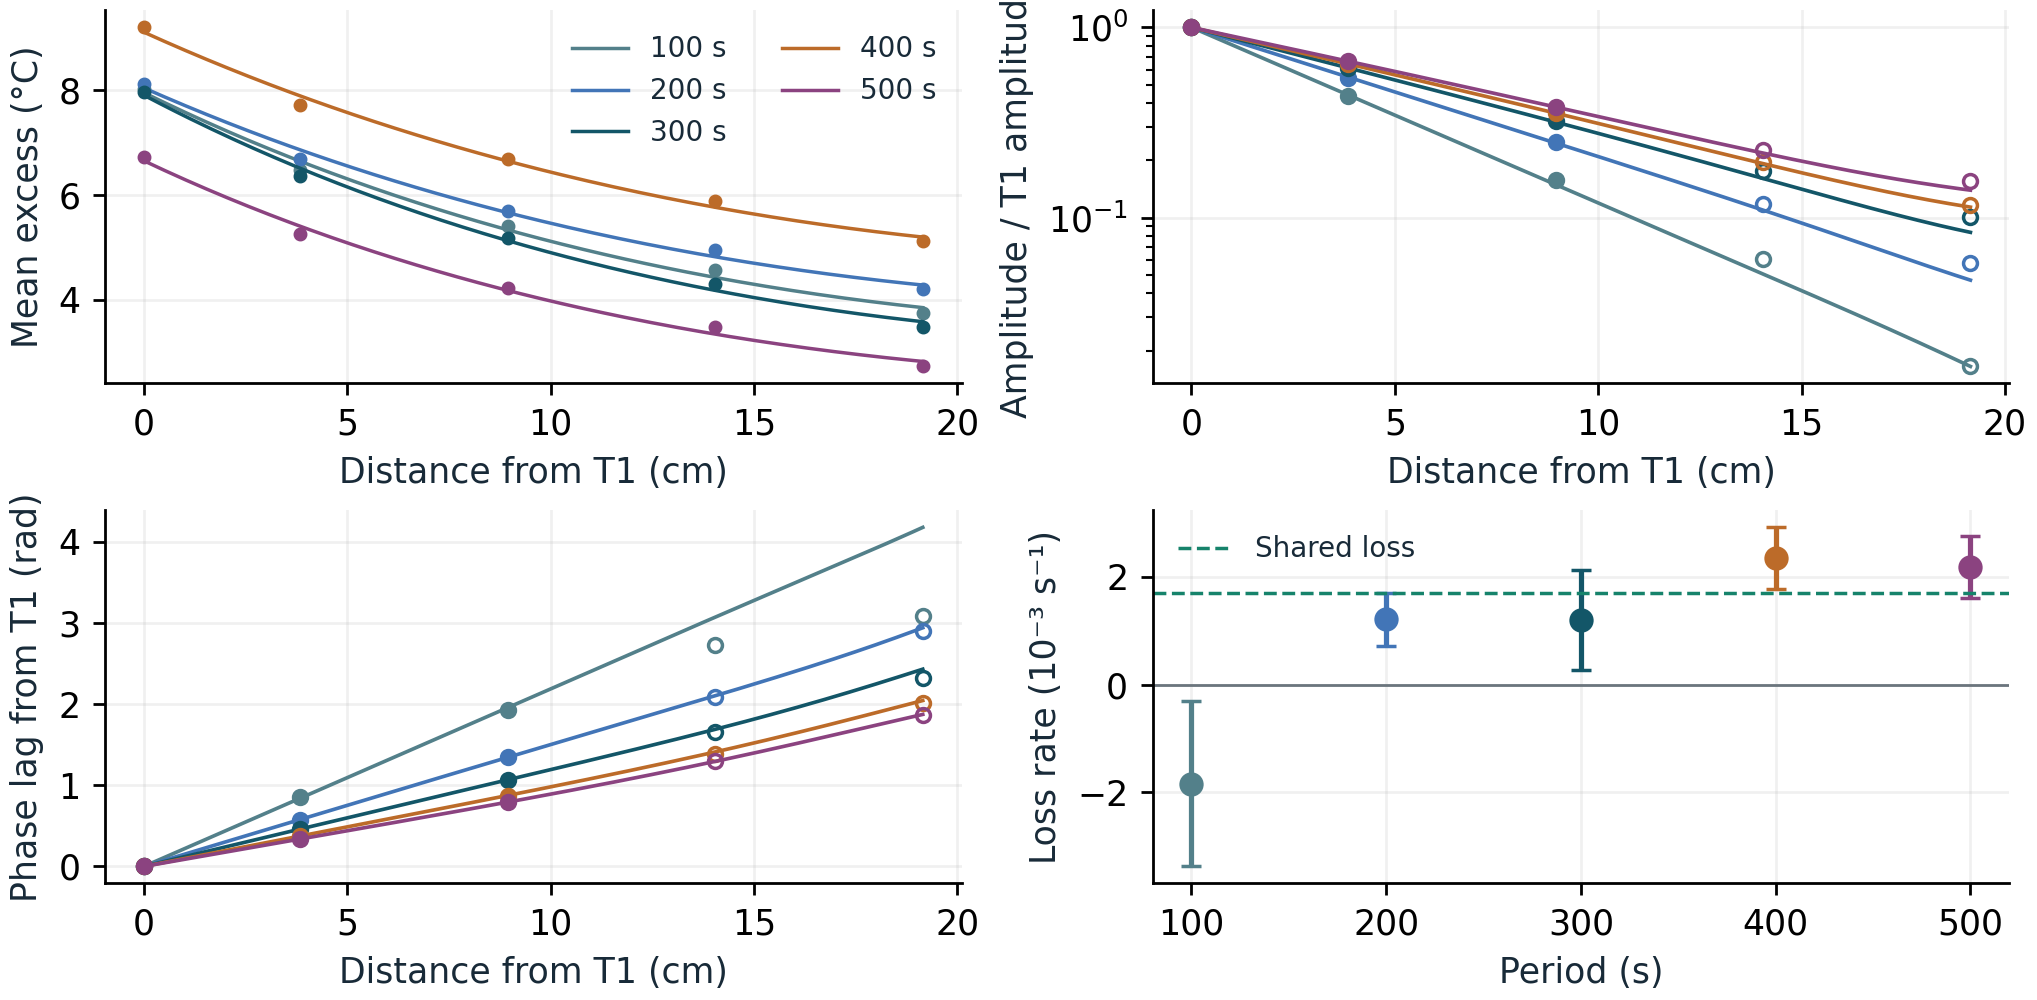 Mean excess (°C)
8
6
4
100 s
200 s
300 s
400 s
500 s
0 5 10 15 20
Distance from T1 (cm)
Amplitude / T1 amplitud
10⁰
10⁻¹
0 5 10 15 20
Distance from T1 (cm)
Phase lag from T1 (rad)
4
3
2
1
0
0 5 10 15 20
Distance from T1 (cm)
Loss rate (10⁻³ s⁻¹)
2
0
−2
Shared loss
100 200 300 400 500
Period (s)